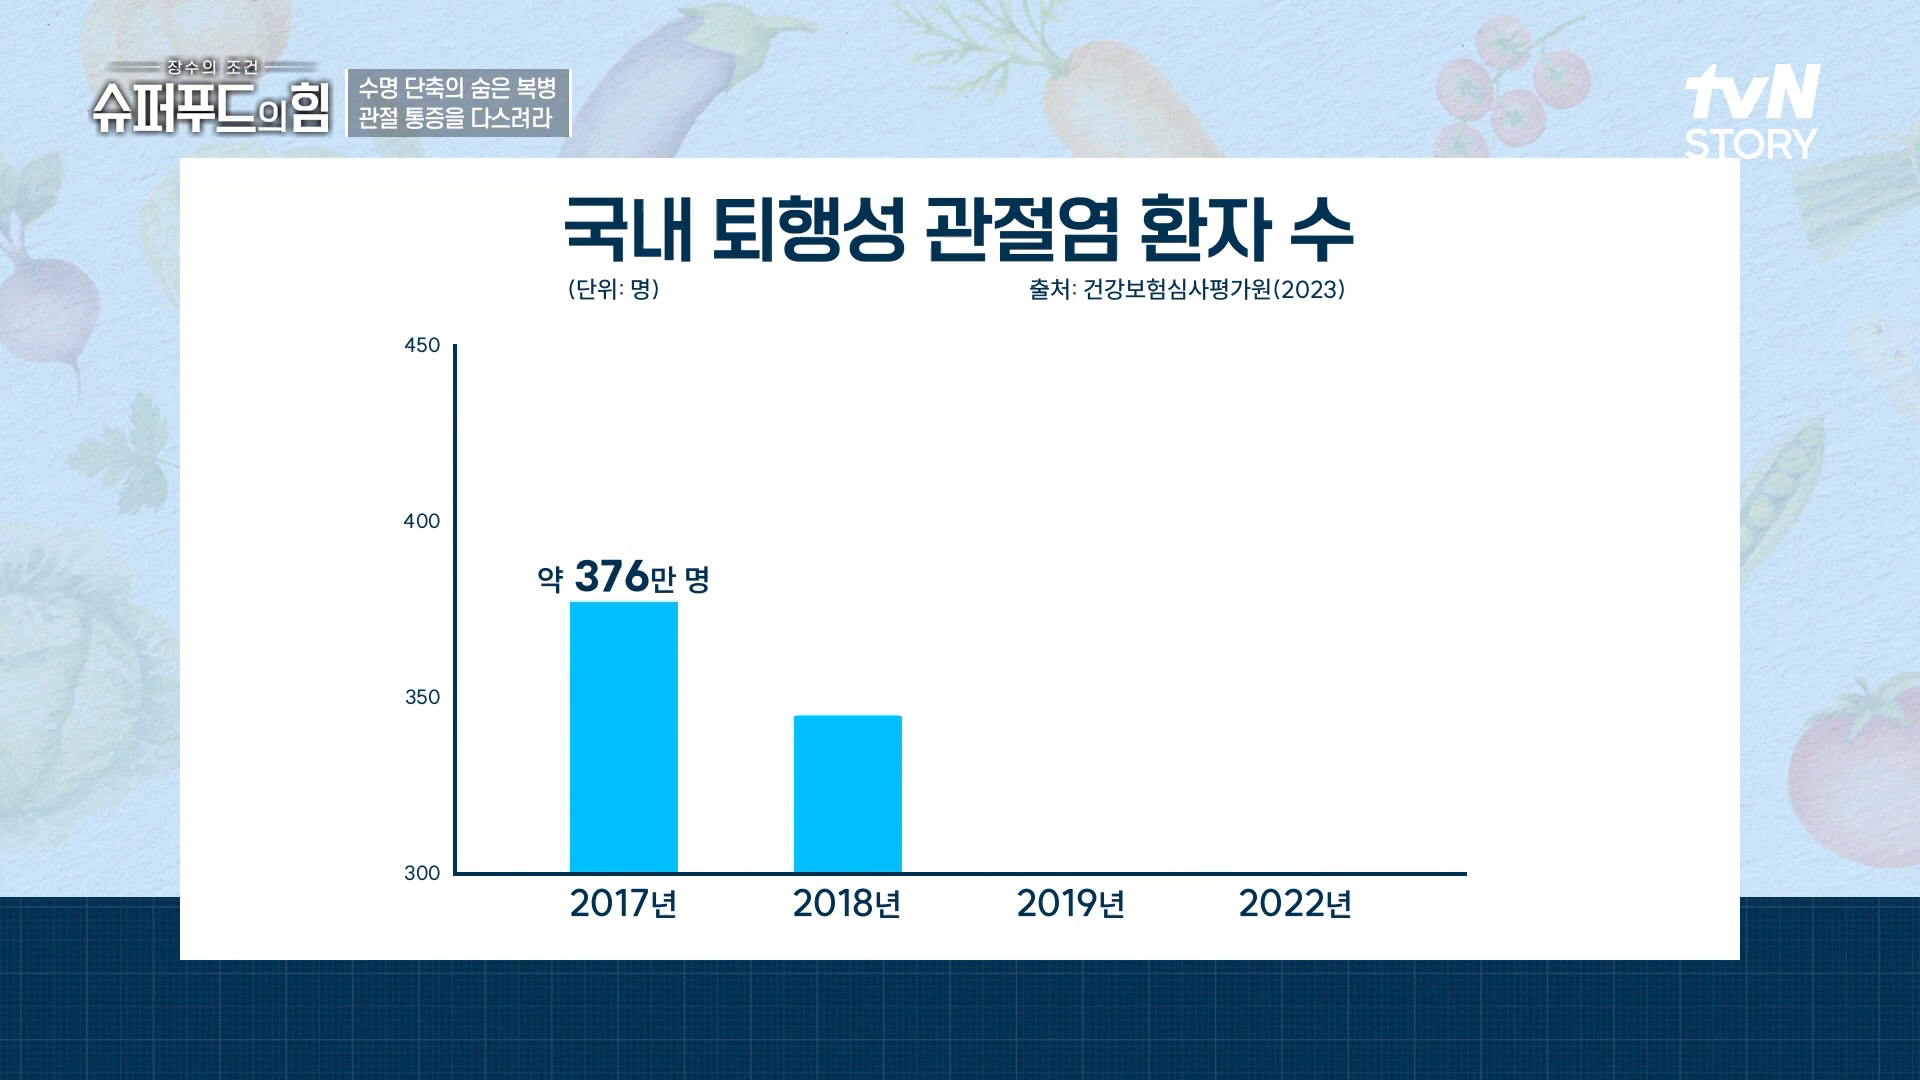 장수의 조건
슈퍼푸드의 힘
수명 단축의 숨은 복병
관절 통증을 다스려라
tvN
STORY
국내 퇴행성 관절염 환자 수
(단위: 명)
출처: 건강보험심사평가원(2023)
450
400
350
300
약 376만 명
2017년
2018년
2019년
2022년